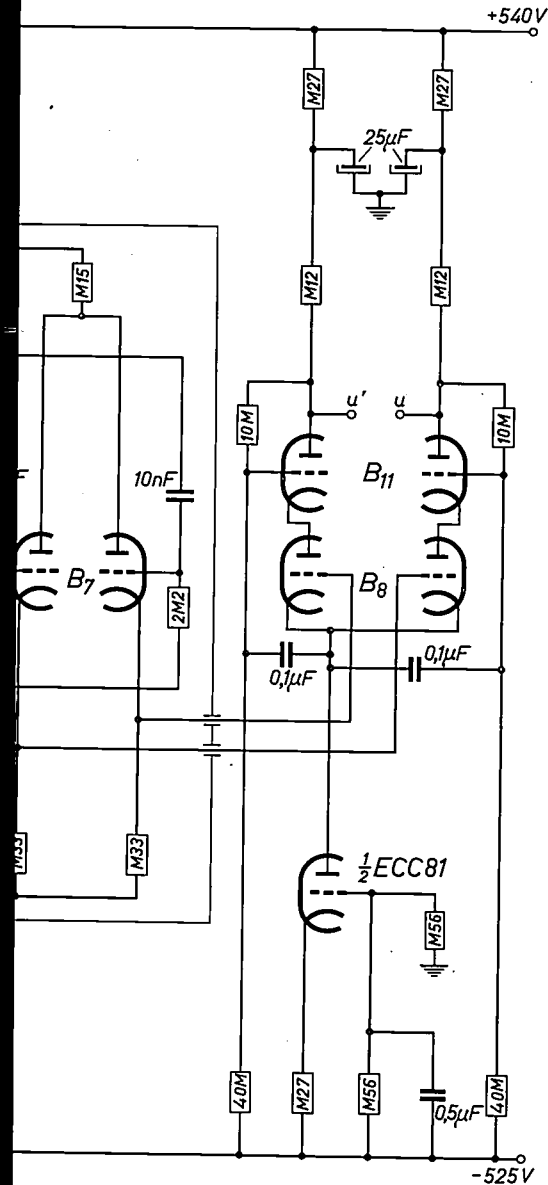 +540V
M27
M27
25μF
M15
M12
M12
u'
u
10M
10M
F
10nF
B11
B7
B8
2M2
0,1μF
0,1μF
M33
M33
½ECC81
M56
40M
M27
M56
0,5μF
40M
-525V